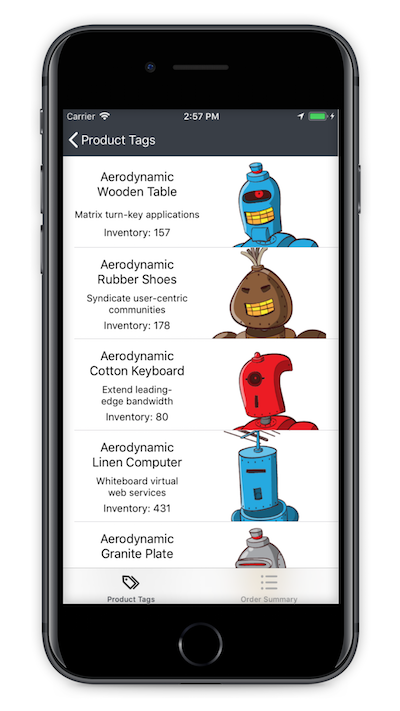 Carrier 2:57 PM
Product Tags
Aerodynamic
Wooden Table
Matrix turn-key applications
Inventory: 157
Aerodynamic
Rubber Shoes
Syndicate user-centric
communities
Inventory: 178
Aerodynamic
Cotton Keyboard
Extend leading-
edge bandwidth
Inventory: 80
Aerodynamic
Linen Computer
Whiteboard virtual
web services
Inventory: 431
Aerodynamic
Granite Plate
Product Tags Order Summary